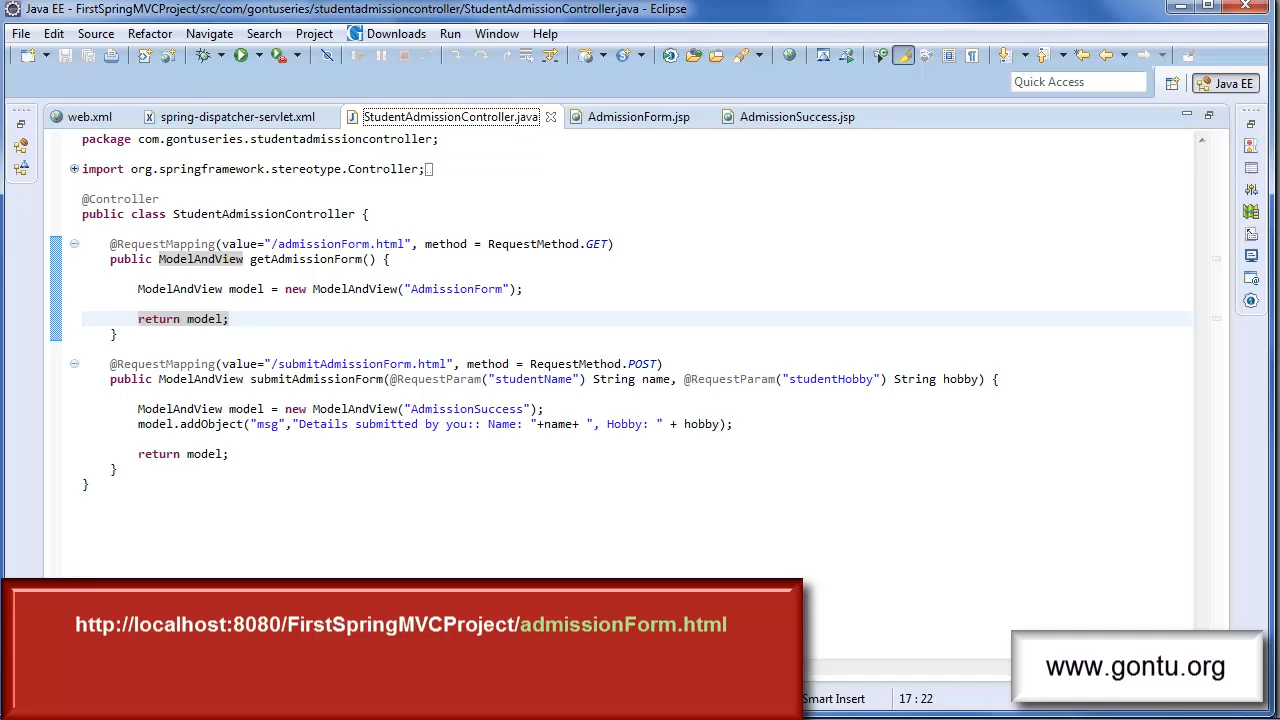 Java EE - FirstSpringMVCProject/src/com/gontuseries/studentadmissioncontroller/StudentAdmissionController.java - Eclipse
File Edit Source Refactor Navigate Search Project Downloads Run Window Help
Quick Access Java EE
web.xml spring-dispatcher-servlet.xml StudentAdmissionController.java AdmissionForm.jsp AdmissionSuccess.jsp
package com.gontuseries.studentadmissioncontroller;
import org.springframework.stereotype.Controller;
@Controller
public class StudentAdmissionController {
@RequestMapping(value="/admissionForm.html", method = RequestMethod.GET)
public ModelAndView getAdmissionForm() {
ModelAndView model = new ModelAndView("AdmissionForm");
return model;
}
@RequestMapping(value="/submitAdmissionForm.html", method = RequestMethod.POST)
public ModelAndView submitAdmissionForm(@RequestParam("studentName") String name, @RequestParam("studentHobby") String hobby) {
ModelAndView model = new ModelAndView("AdmissionSuccess");
model.addObject("msg","Details submitted by you:: Name: "+name+ ", Hobby: " + hobby);
return model;
}
}
http://localhost:8080/FirstSpringMVCProject/admissionForm.html
www.gontu.org
Smart Insert 17 : 22